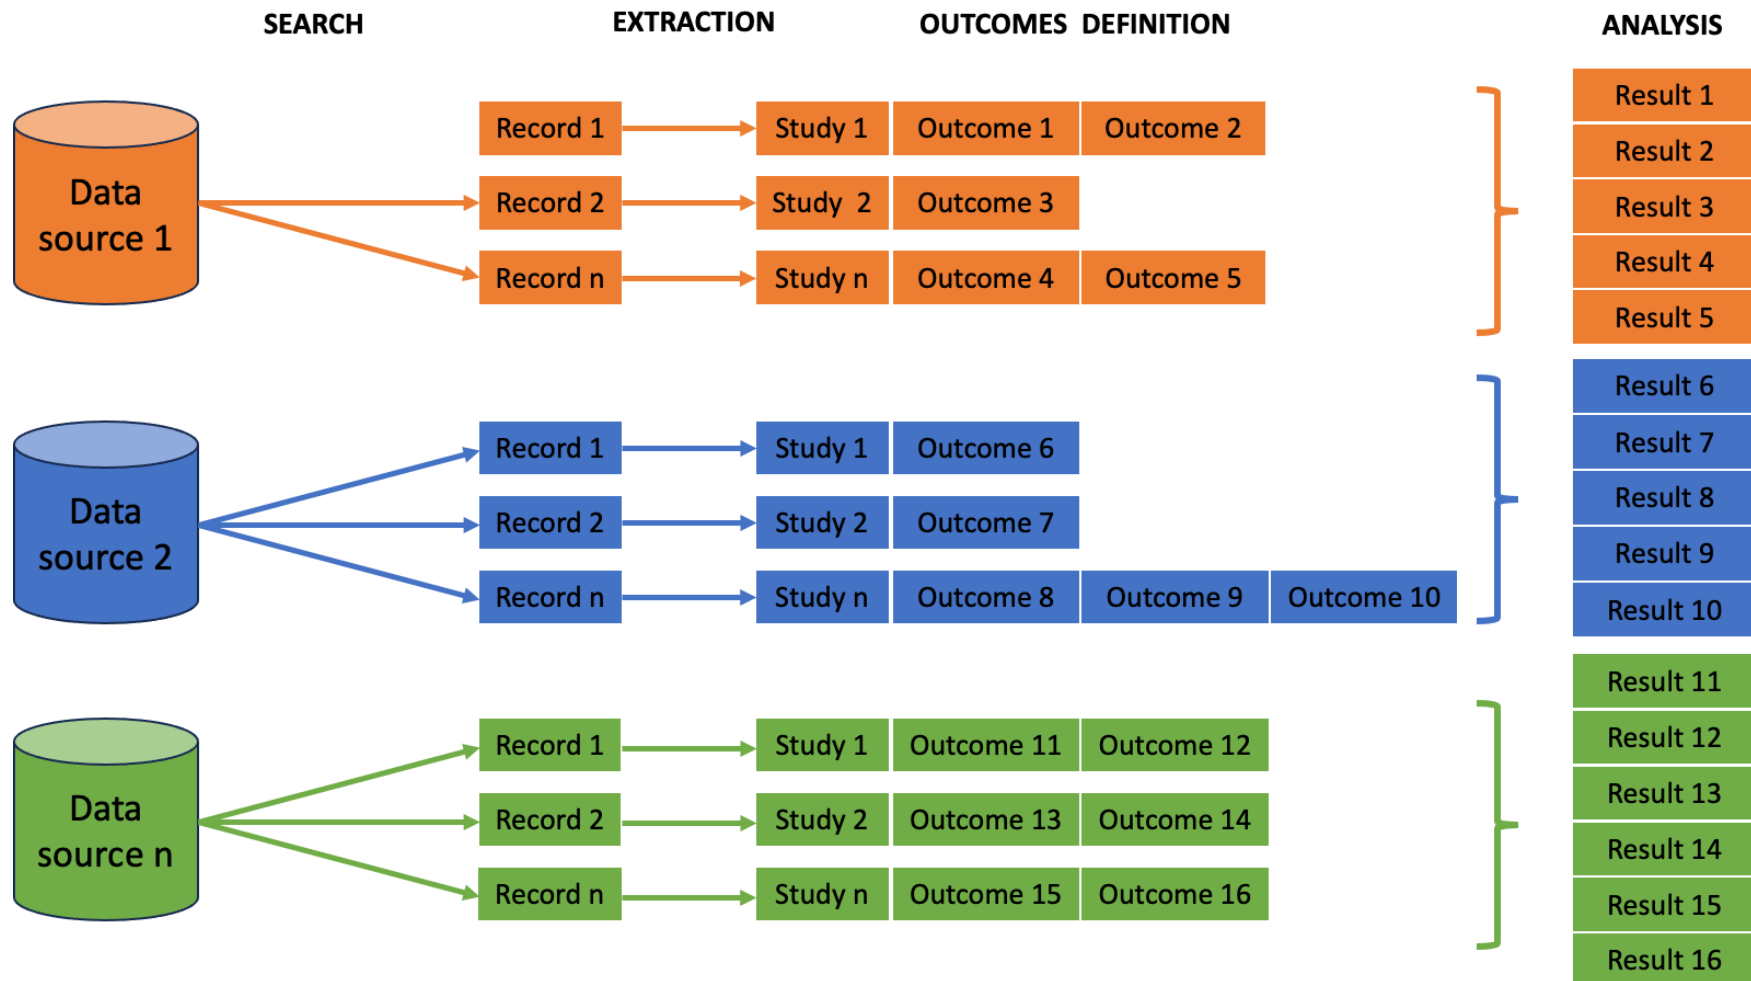 SEARCH EXTRACTION OUTCOMES DEFINITION ANALYSIS
Data
source 1
Record 1 Study 1 Outcome 1 Outcome 2
Record 2 Study 2 Outcome 3
Record n Study n Outcome 4 Outcome 5
Result 1
Result 2
Result 3
Result 4
Result 5
Data
source 2
Record 1 Study 1 Outcome 6
Record 2 Study 2 Outcome 7
Record n Study n Outcome 8 Outcome 9 Outcome 10
Result 6
Result 7
Result 8
Result 9
Result 10
Data
source n
Record 1 Study 1 Outcome 11 Outcome 12
Record 2 Study 2 Outcome 13 Outcome 14
Record n Study n Outcome 15 Outcome 16
Result 11
Result 12
Result 13
Result 14
Result 15
Result 16